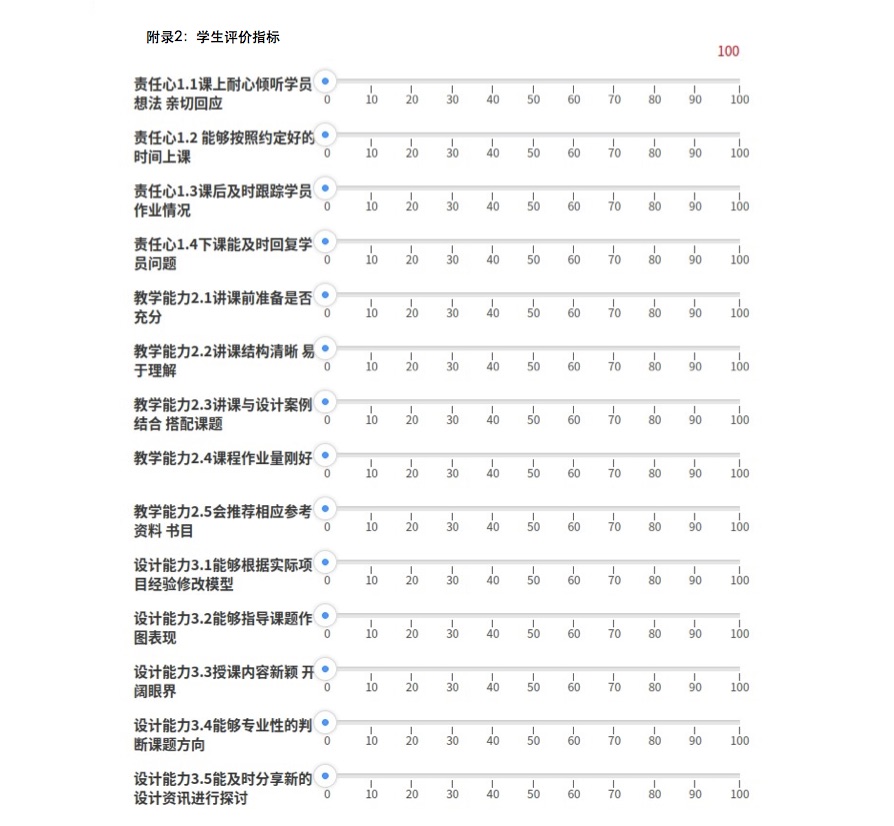 附录2：学生评价指标
100
责任心1.1课上耐心倾听学员
想法 亲切回应
0 10 20 30 40 50 60 70 80 90 100
责任心1.2 能够按照约定好的
时间上课
0 10 20 30 40 50 60 70 80 90 100
责任心1.3课后及时跟踪学员
作业情况
0 10 20 30 40 50 60 70 80 90 100
责任心1.4下课能及时回复学
员问题
0 10 20 30 40 50 60 70 80 90 100
教学能力2.1讲课前准备是否
充分
0 10 20 30 40 50 60 70 80 90 100
教学能力2.2讲课结构清晰 易
于理解
0 10 20 30 40 50 60 70 80 90 100
教学能力2.3讲课与设计案例
结合 搭配课题
0 10 20 30 40 50 60 70 80 90 100
教学能力2.4课程作业量刚好
0 10 20 30 40 50 60 70 80 90 100
教学能力2.5会推荐相应参考
资料 书目
0 10 20 30 40 50 60 70 80 90 100
设计能力3.1能够根据实际项
目经验修改模型
0 10 20 30 40 50 60 70 80 90 100
设计能力3.2能够指导课题作
图表现
0 10 20 30 40 50 60 70 80 90 100
设计能力3.3授课内容新颖 开
阔眼界
0 10 20 30 40 50 60 70 80 90 100
设计能力3.4能够专业性的判
断课题方向
0 10 20 30 40 50 60 70 80 90 100
设计能力3.5能及时分享新的
设计资讯进行探讨
0 10 20 30 40 50 60 70 80 90 100